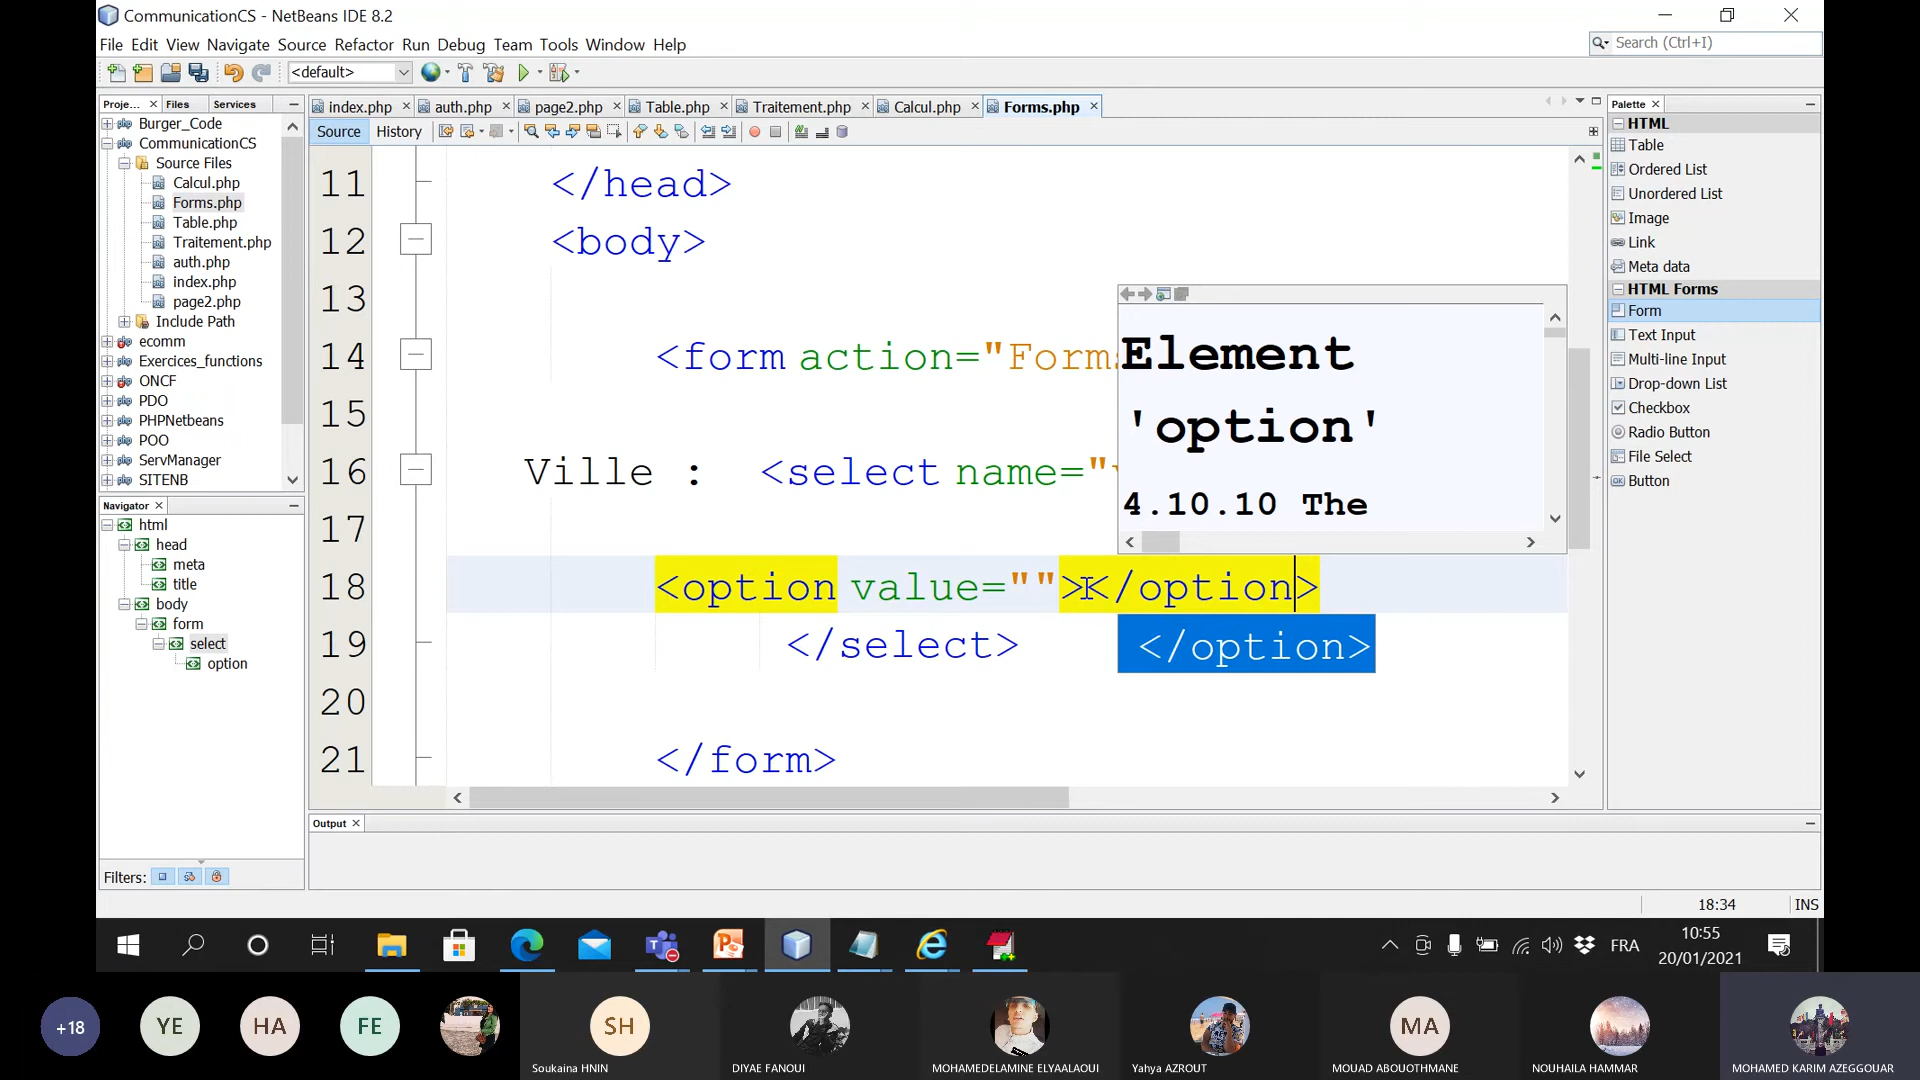 CommunicationCS - NetBeans IDE 8.2
File Edit View Navigate Source Refactor Run Debug Team Tools Window Help
Search (Ctrl+I)
<default>
Proje... Files Services
index.php auth.php page2.php Table.php Traitement.php Calcul.php Forms.php
Source History
Burger_Code
CommunicationCS
Source Files
Calcul.php
Forms.php
Table.php
Traitement.php
auth.php
index.php
page2.php
Include Path
ecomm
Exercices_functions
ONCF
PDO
PHPNetbeans
POO
ServManager
SITENB
Navigator
html
head
meta
title
body
form
select
option
Filters:
11 </head>
12 <body>
13
14 <form action="Forms
15
16 Ville : <select name="
17
18 <option value=""></option>
19 </select>
</option>
20
21 </form>
Element
'option'
4.10.10 The
Palette
HTML
Table
Ordered List
Unordered List
Image
Link
Meta data
HTML Forms
Form
Text Input
Multi-line Input
Drop-down List
Checkbox
Radio Button
File Select
Button
Output
18:34 INS
FRA
10:55
20/01/2021
+18 YE HA FE SH MA
Soukaina HNIN DIYAE FANOUI MOHAMEDELAMINE ELYAALAOUI Yahya AZROUT MOUAD ABOUOTHMANE NOUHAILA HAMMAR MOHAMED KARIM AZEGGOUAR